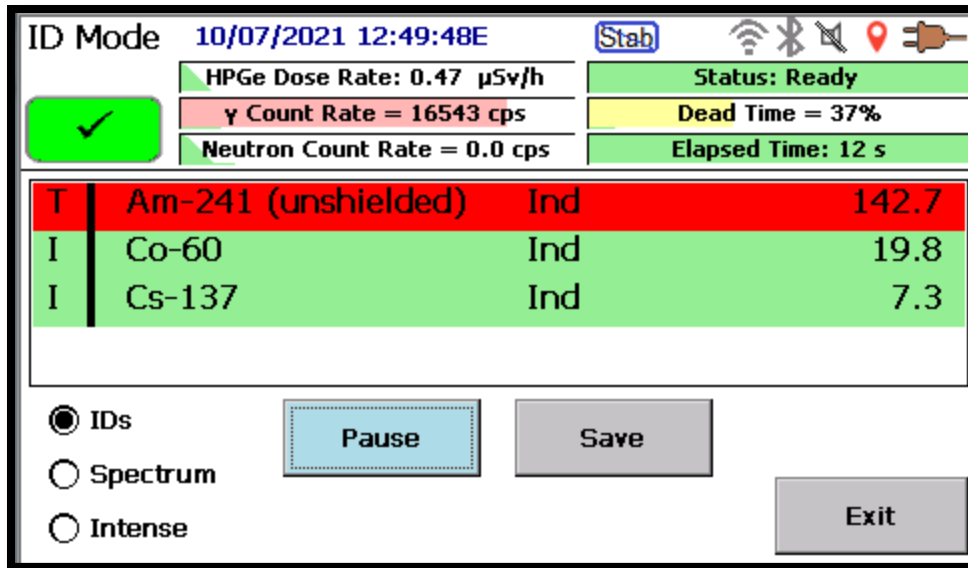 ID Mode 10/07/2021 12:49:48E Stab
HPGe Dose Rate: 0.47 µSv/h Status: Ready
γ Count Rate = 16543 cps Dead Time = 37%
Neutron Count Rate = 0.0 cps Elapsed Time: 12 s
T Am-241 (unshielded) Ind 142.7
I Co-60 Ind 19.8
I Cs-137 Ind 7.3
IDs
Pause Save
Spectrum
Exit
Intense